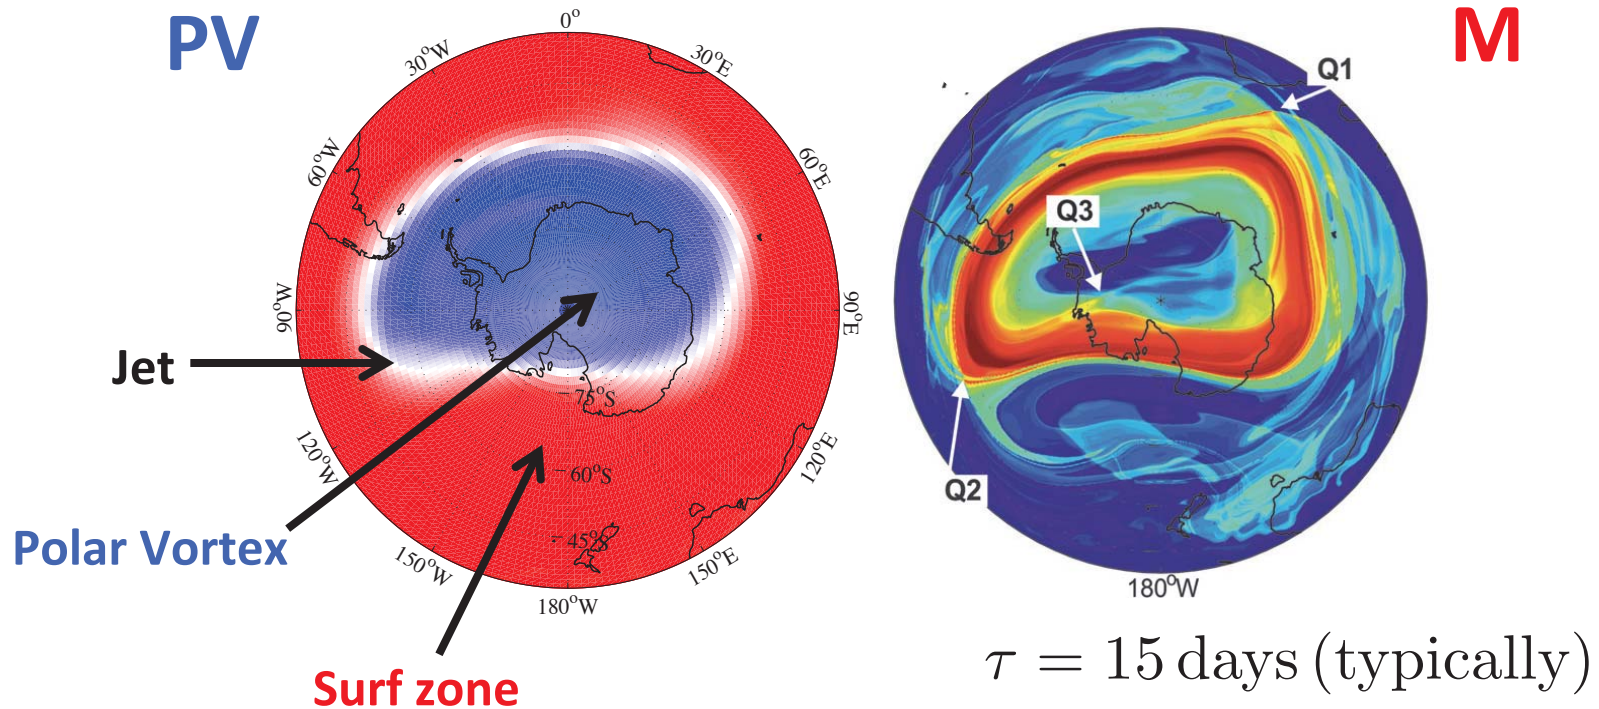 PV
M
0°
30°W
30°E
60°W
60°E
90°W
90°E
120°W
120°E
150°W
150°E
180°W
75°S
60°S
45°S
Jet
Polar Vortex
Surf zone
Q1
Q3
Q2
180°W
τ = 15 days (typically)